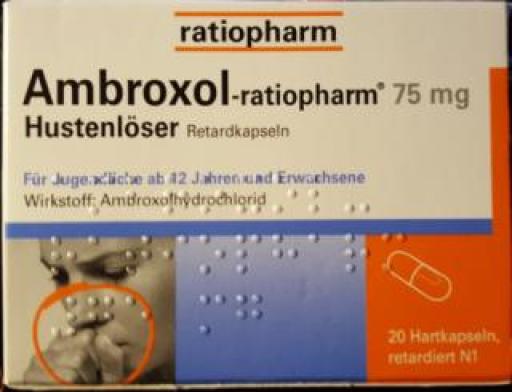 ratiopharm
Ambroxol-ratiopharm® 75 mg
Hustenlöser Retardkapseln
Für Jugendliche ab 12 Jahren und Erwachsene
Wirkstoff: Ambroxolhydrochlorid
20 Hartkapseln,
retardiert N1